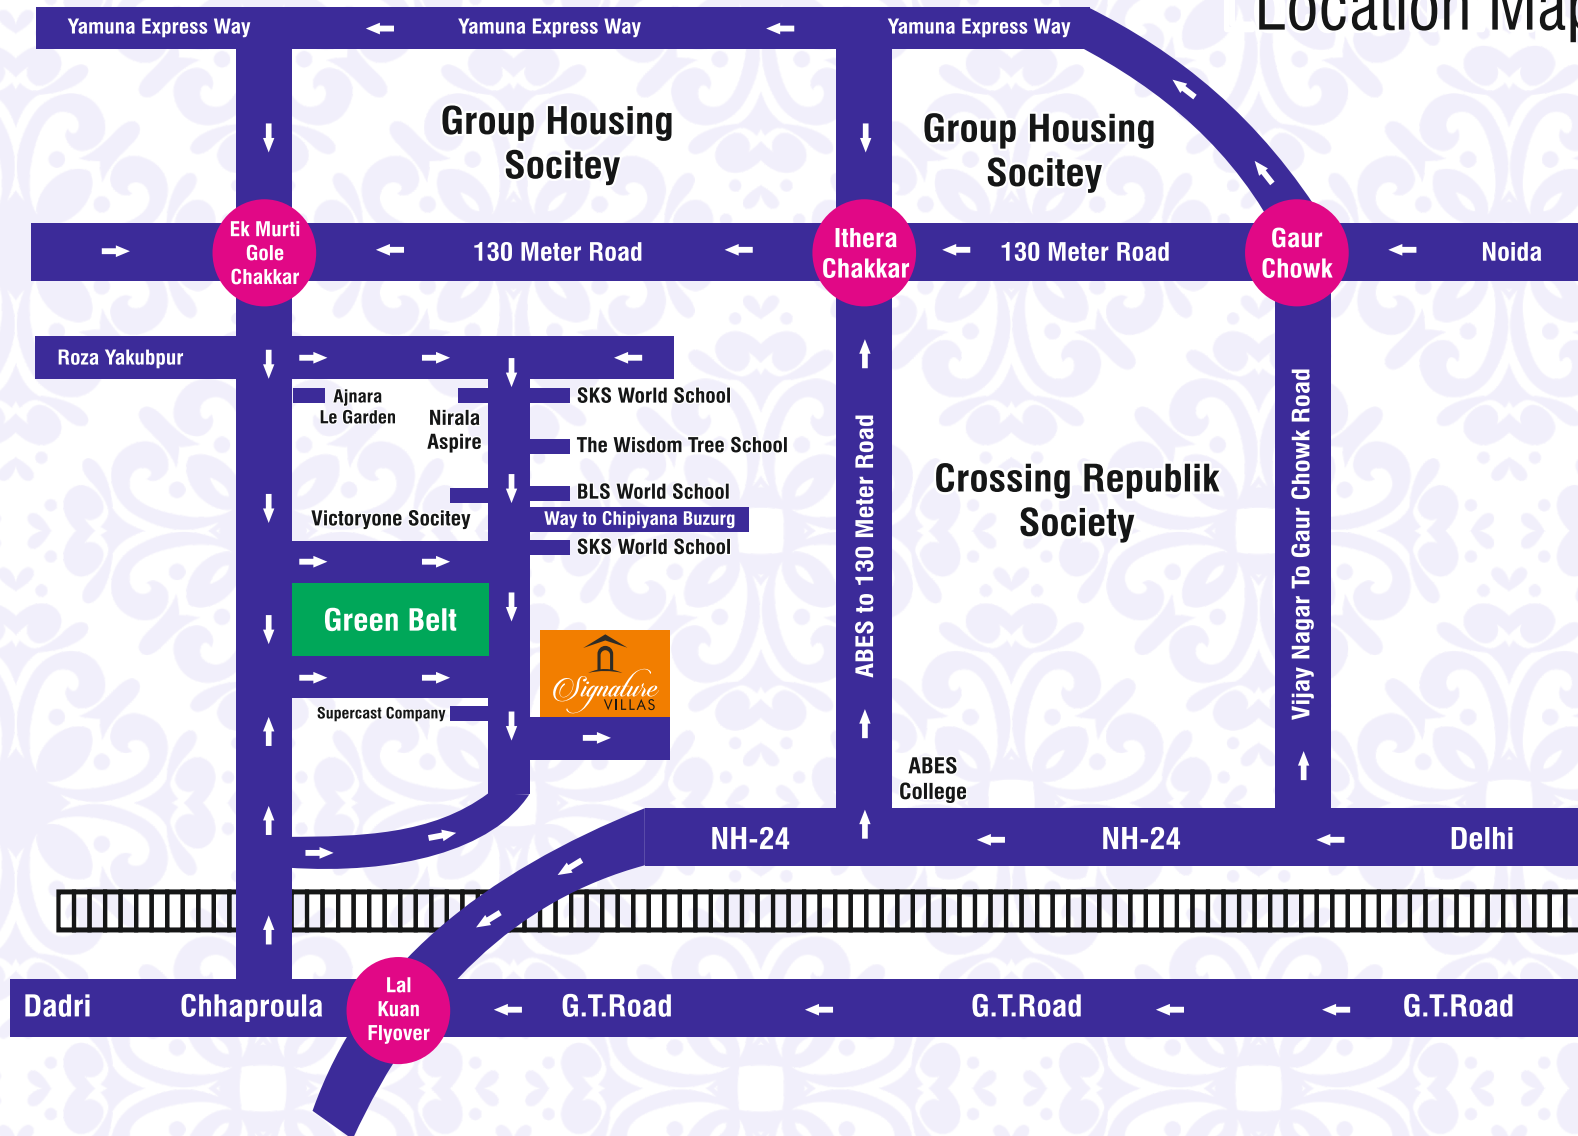 Location Map
Yamuna Express Way
Yamuna Express Way
Yamuna Express Way
Group Housing
Socitey
Group Housing
Socitey
Ek Murti
Gole
Chakkar
130 Meter Road
Ithera
Chakkar
130 Meter Road
Gaur
Chowk
Noida
Roza Yakubpur
Ajnara
Le Garden
Nirala
Aspire
SKS World School
The Wisdom Tree School
BLS World School
Victoryone Socitey
Way to Chipiyana Buzurg
SKS World School
Green Belt
Signature
VILLAS
Supercast Company
ABES to 130 Meter Road
Crossing Republik
Society
Vijay Nagar To Gaur Chowk Road
ABES
College
NH-24
NH-24
Delhi
Dadri
Chhaproula
Lal
Kuan
Flyover
G.T.Road
G.T.Road
G.T.Road